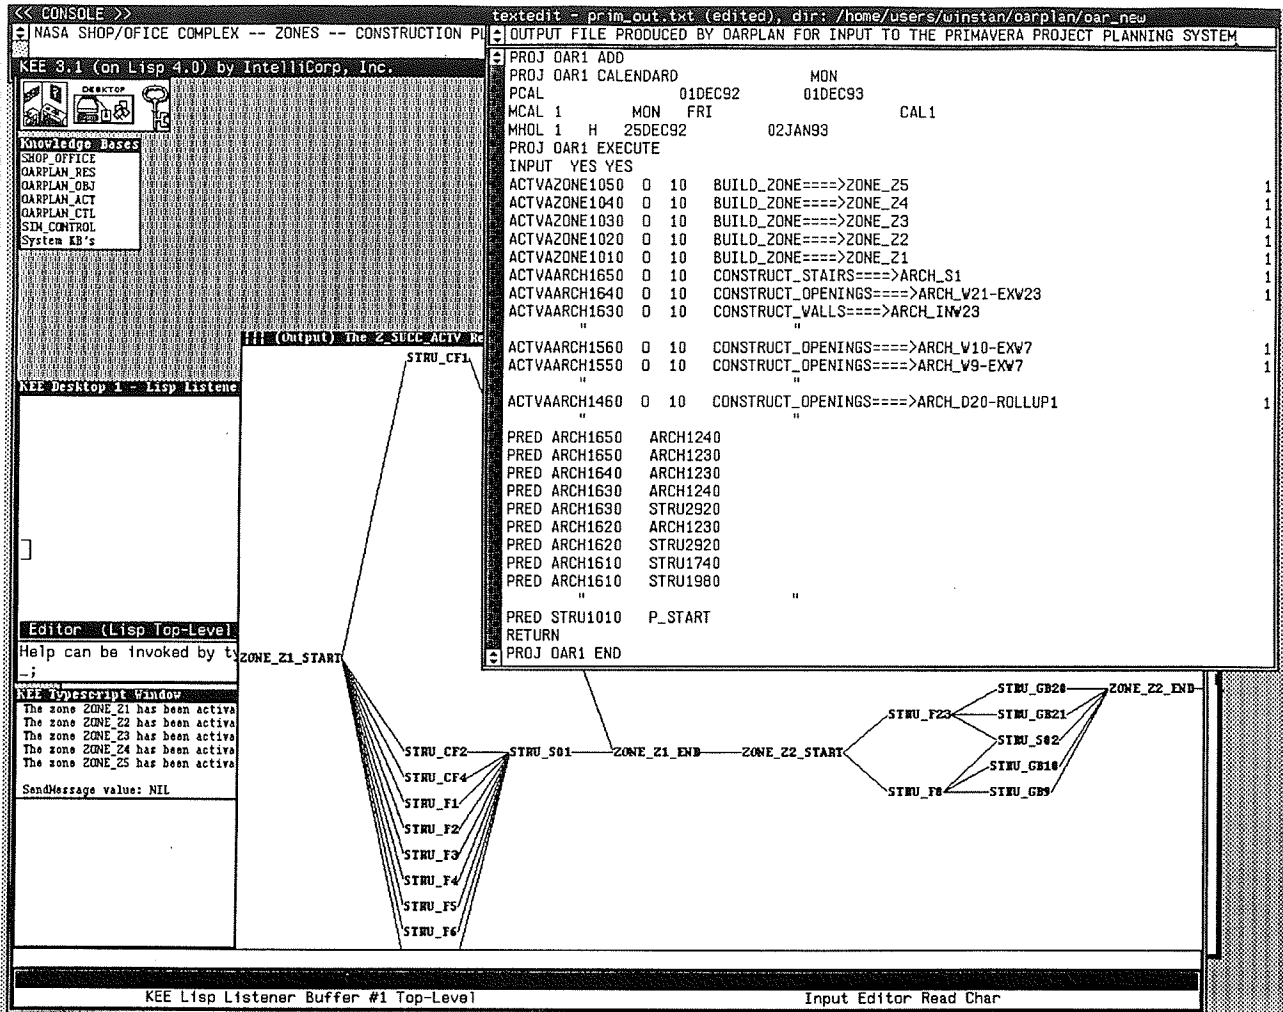 << CONSOLE >>
NASA SHOP/OFICE COMPLEX -- ZONES -- CONSTRUCTION PL
KEE 3.1 (on Lisp 4.0) by IntelliCorp, Inc.
DESKTOP
Knowledge Bases
SHOP_OFFICE
OARPLAN_RES
OARPLAN_OBJ
OARPLAN_ACT
OARPLAN_CTL
SIM_CONTROL
System KB's
textedit - prim_out.txt (edited), dir: /home/users/winstan/oarplan/oar_new
OUTPUT FILE PRODUCED BY OARPLAN FOR INPUT TO THE PRIMAVERA PROJECT PLANNING SYSTEM
PROJ OAR1 ADD
PROJ OAR1 CALENDARD MON
PCAL 01DEC92 01DEC93
MCAL 1 MON FRI CAL1
MHOL 1 H 25DEC92 02JAN93
PROJ OAR1 EXECUTE
INPUT YES YES
ACTVAZONE1050 0 10 BUILD_ZONE====>ZONE_Z5 1
ACTVAZONE1040 0 10 BUILD_ZONE====>ZONE_Z4 1
ACTVAZONE1030 0 10 BUILD_ZONE====>ZONE_Z3 1
ACTVAZONE1020 0 10 BUILD_ZONE====>ZONE_Z2 1
ACTVAZONE1010 0 10 BUILD_ZONE====>ZONE_Z1 1
ACTVAARCH1650 0 10 CONSTRUCT_STAIRS====>ARCH_S1 1
ACTVAARCH1640 0 10 CONSTRUCT_OPENINGS====>ARCH_W21-EXW23 1
ACTVAARCH1630 0 10 CONSTRUCT_WALLS====>ARCH_INW23
" "
ACTVAARCH1560 0 10 CONSTRUCT_OPENINGS====>ARCH_W10-EXW7 1
ACTVAARCH1550 0 10 CONSTRUCT_OPENINGS====>ARCH_W9-EXW7 1
" "
ACTVAARCH1460 0 10 CONSTRUCT_OPENINGS====>ARCH_D20-ROLLUP1 1
" "
PRED ARCH1650 ARCH1240
PRED ARCH1650 ARCH1230
PRED ARCH1640 ARCH1230
PRED ARCH1630 ARCH1240
PRED ARCH1630 STRU2920
PRED ARCH1620 ARCH1230
PRED ARCH1620 STRU2920
PRED ARCH1610 STRU1740
PRED ARCH1610 STRU1980
" "
PRED STRU1010 P_START
RETURN
PROJ OAR1 END
(Output) The Z_SUCC_ACTV Re
STRU_CF1
KEE Desktop 1 - Lisp Listene
Editor (Lisp Top-Level
Help can be invoked by ty
_;
KEE Typescript Window
The zone ZONE_Z1 has been activa
The zone ZONE_Z2 has been activa
The zone ZONE_Z3 has been activa
The zone ZONE_Z4 has been activa
The zone ZONE_Z5 has been activa
SendMessage value: NIL
ZONE_Z1_START
STRU_CF2
STRU_CF4
STRU_F1
STRU_F2
STRU_F3
STRU_F4
STRU_F5
STRU_F6
STRU_S01
ZONE_Z1_END
ZONE_Z2_START
STRU_F23
STRU_F8
STRU_GB20
STRU_GB21
STRU_S02
STRU_GB10
STRU_GB9
ZONE_Z2_END
KEE Lisp Listener Buffer #1 Top-Level Input Editor Read Char